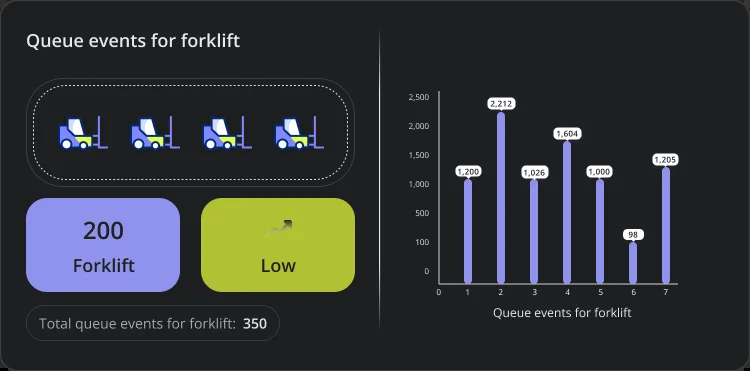 Queue events for forklift
200
Forklift
Low
Total queue events for forklift: 350
2,500
2,000
1,500
1,000
500
100
0
1,200
2,212
1,026
1,604
1,000
98
1,205
0 1 2 3 4 5 6 7
Queue events for forklift